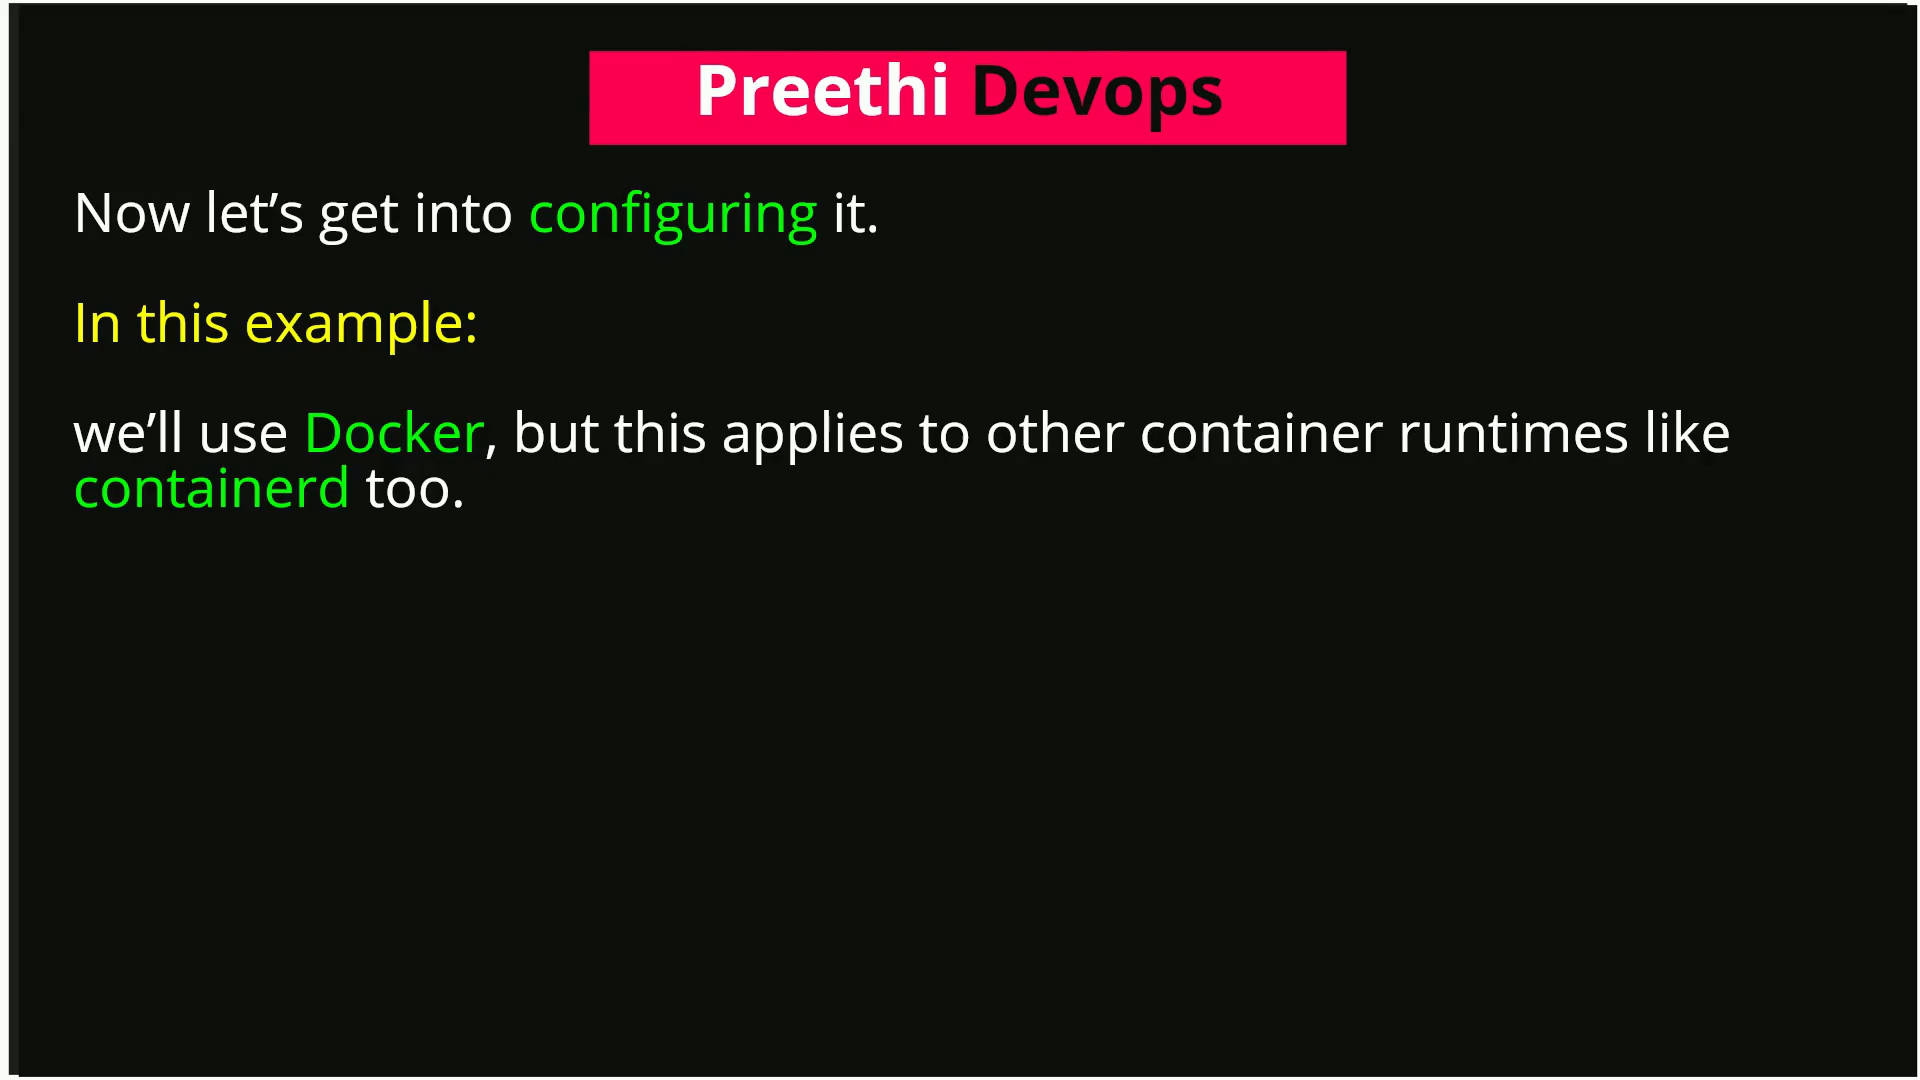 Preethi Devops
Now let’s get into configuring it.
In this example:
we’ll use Docker, but this applies to other container runtimes like
containerd too.